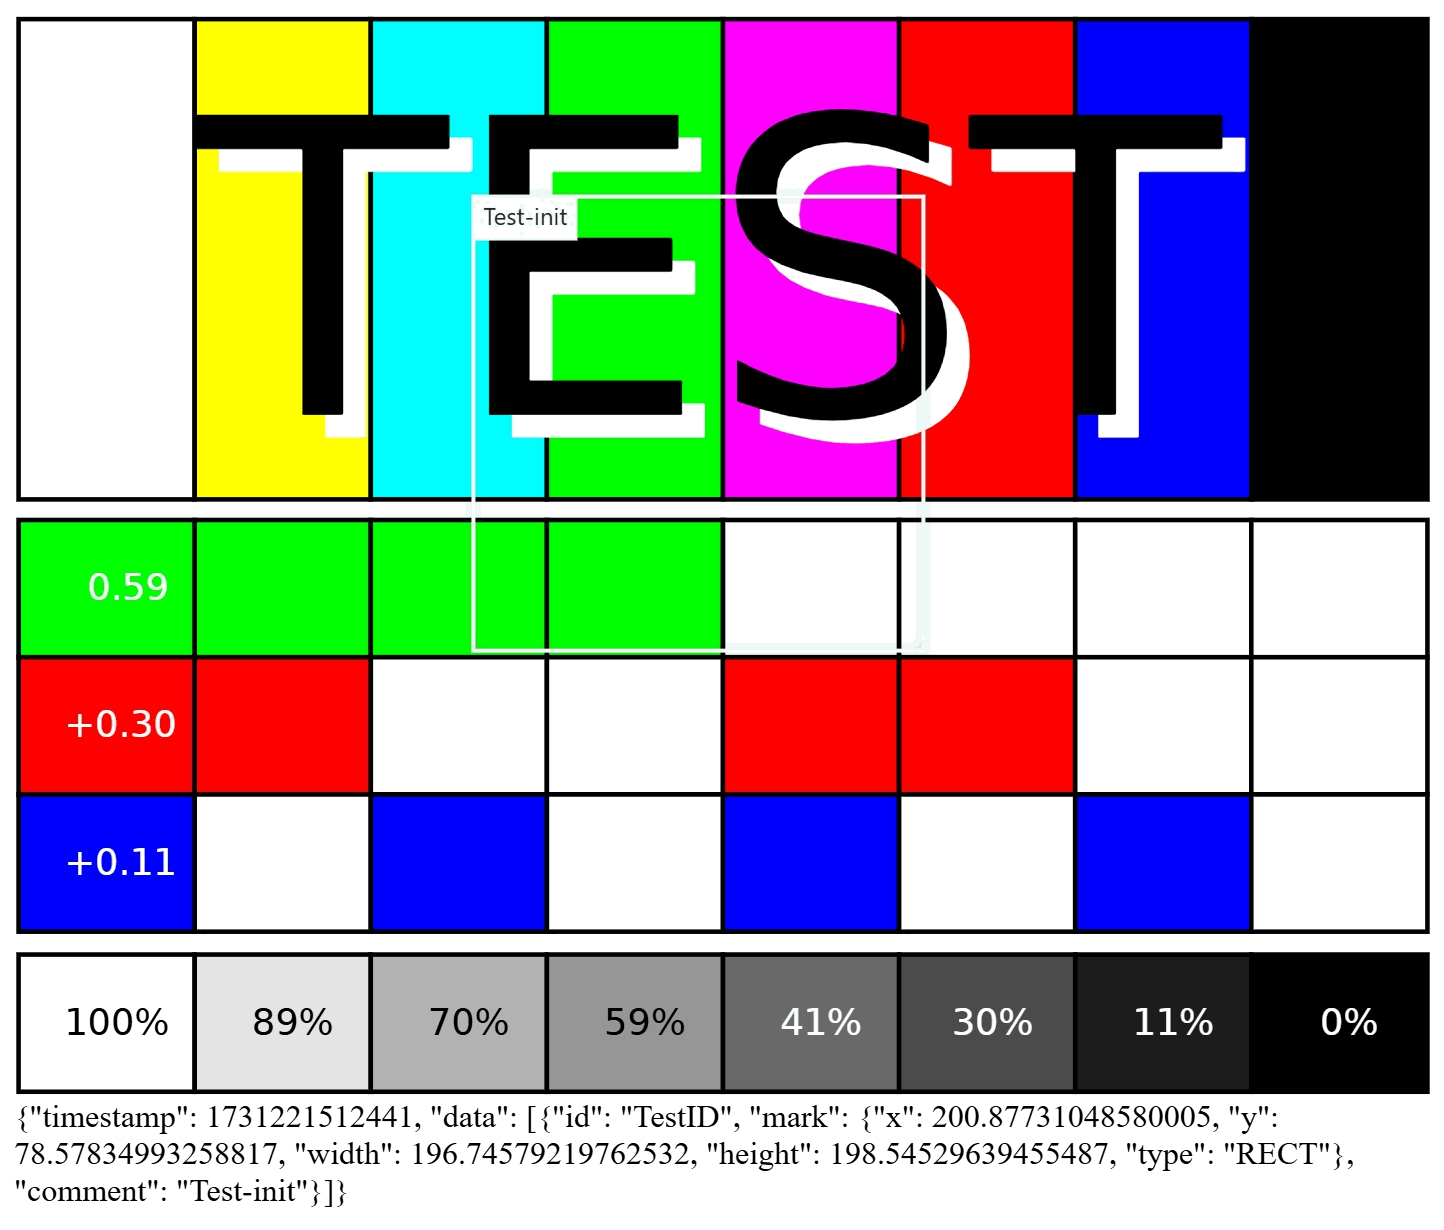 TEST
Test-init
0.59
+0.30
+0.11
100% 89% 70% 59% 41% 30% 11% 0%
{"timestamp": 1731221512441, "data": [{"id": "TestID", "mark": {"x": 200.87731048580005, "y":
78.57834993258817, "width": 196.74579219762532, "height": 198.54529639455487, "type": "RECT"},
"comment": "Test-init"}]}